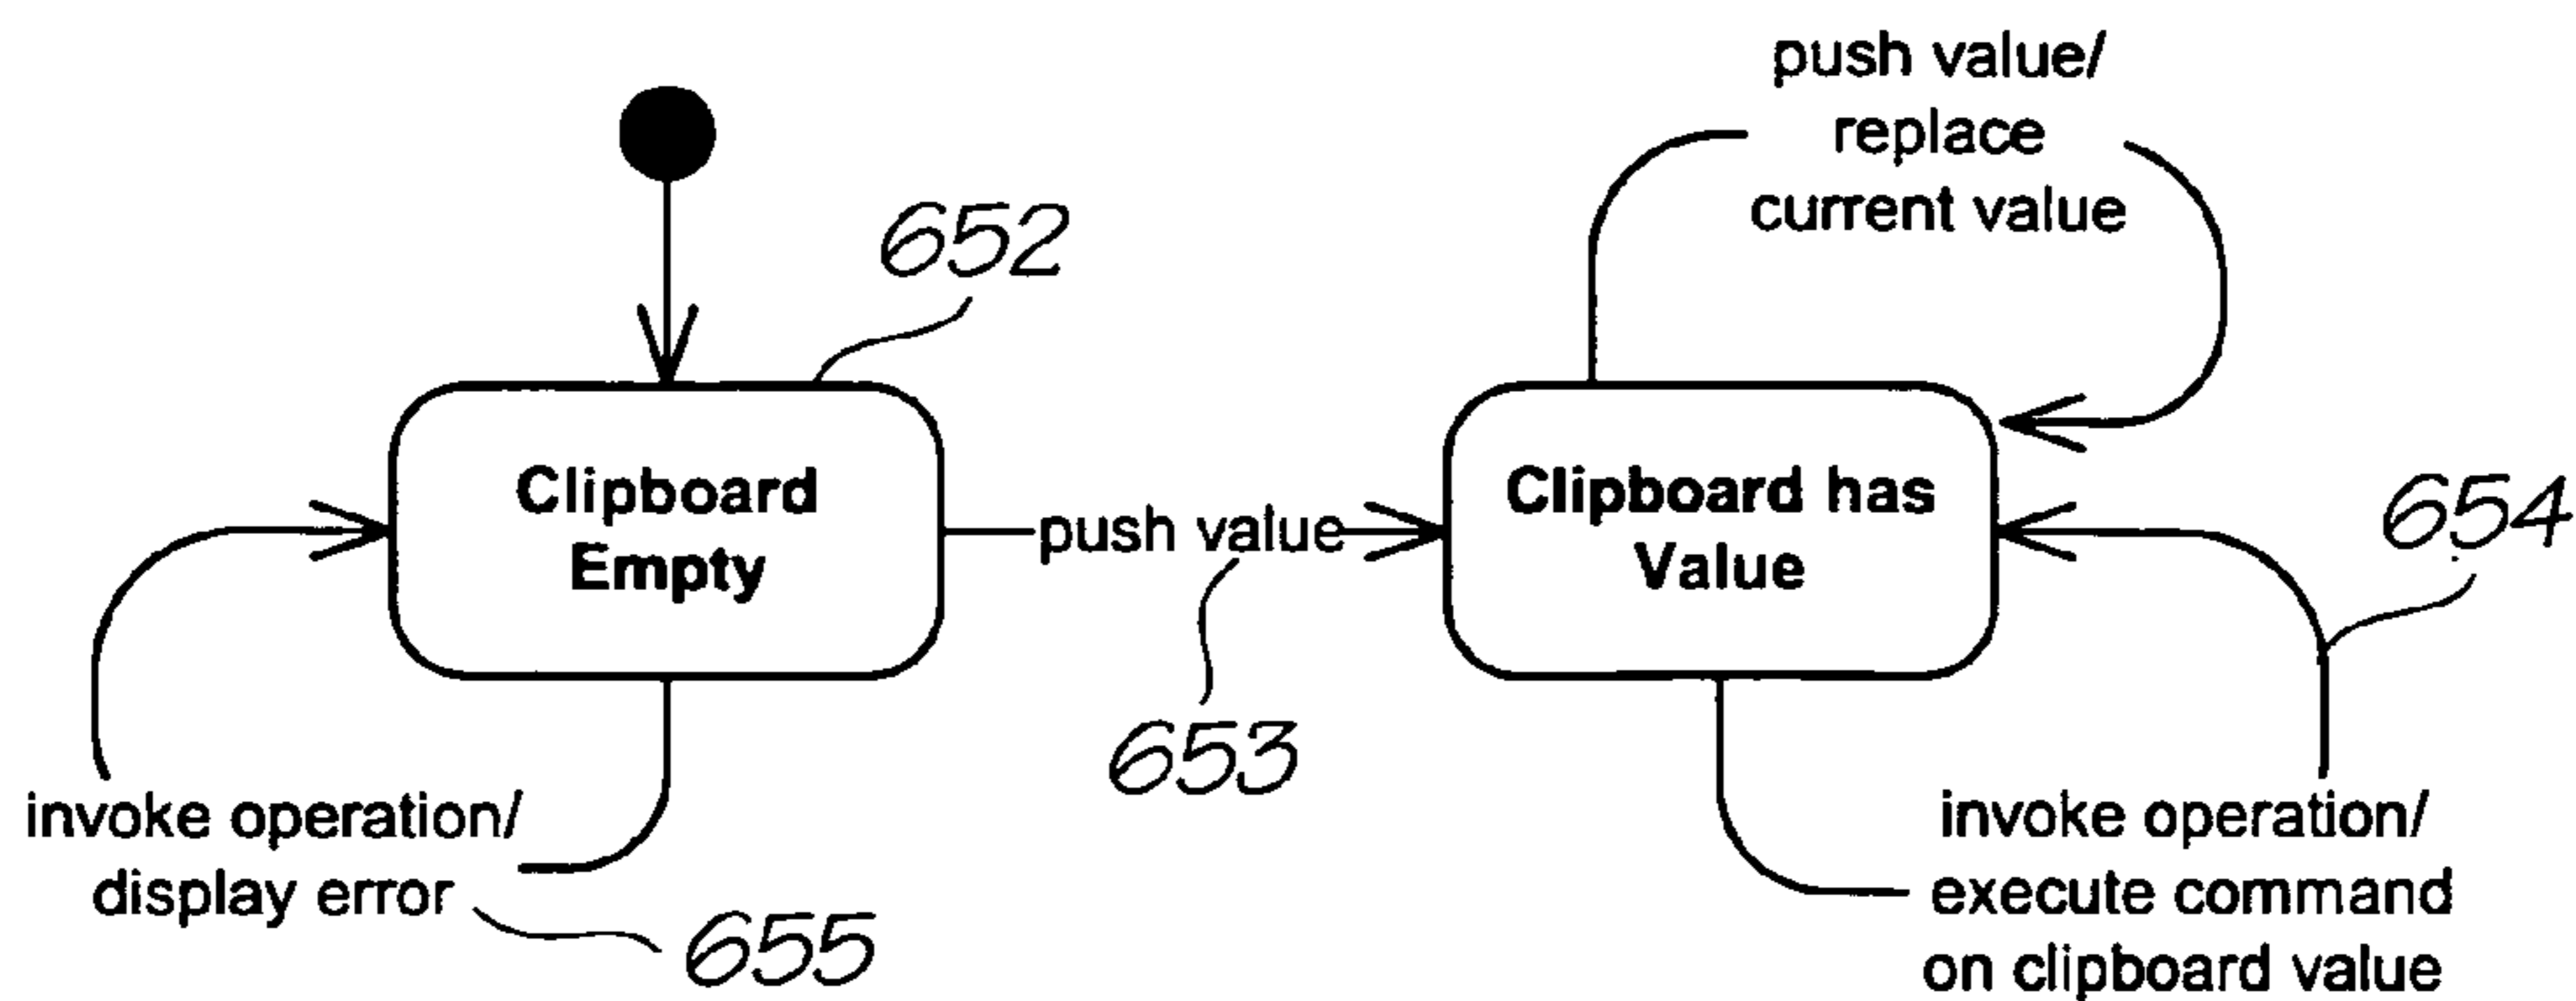 push value/
replace
current value
652
Clipboard
Empty
push value
Clipboard has
Value
654
653
invoke operation/
display error
655
invoke operation/
execute command
on clipboard value